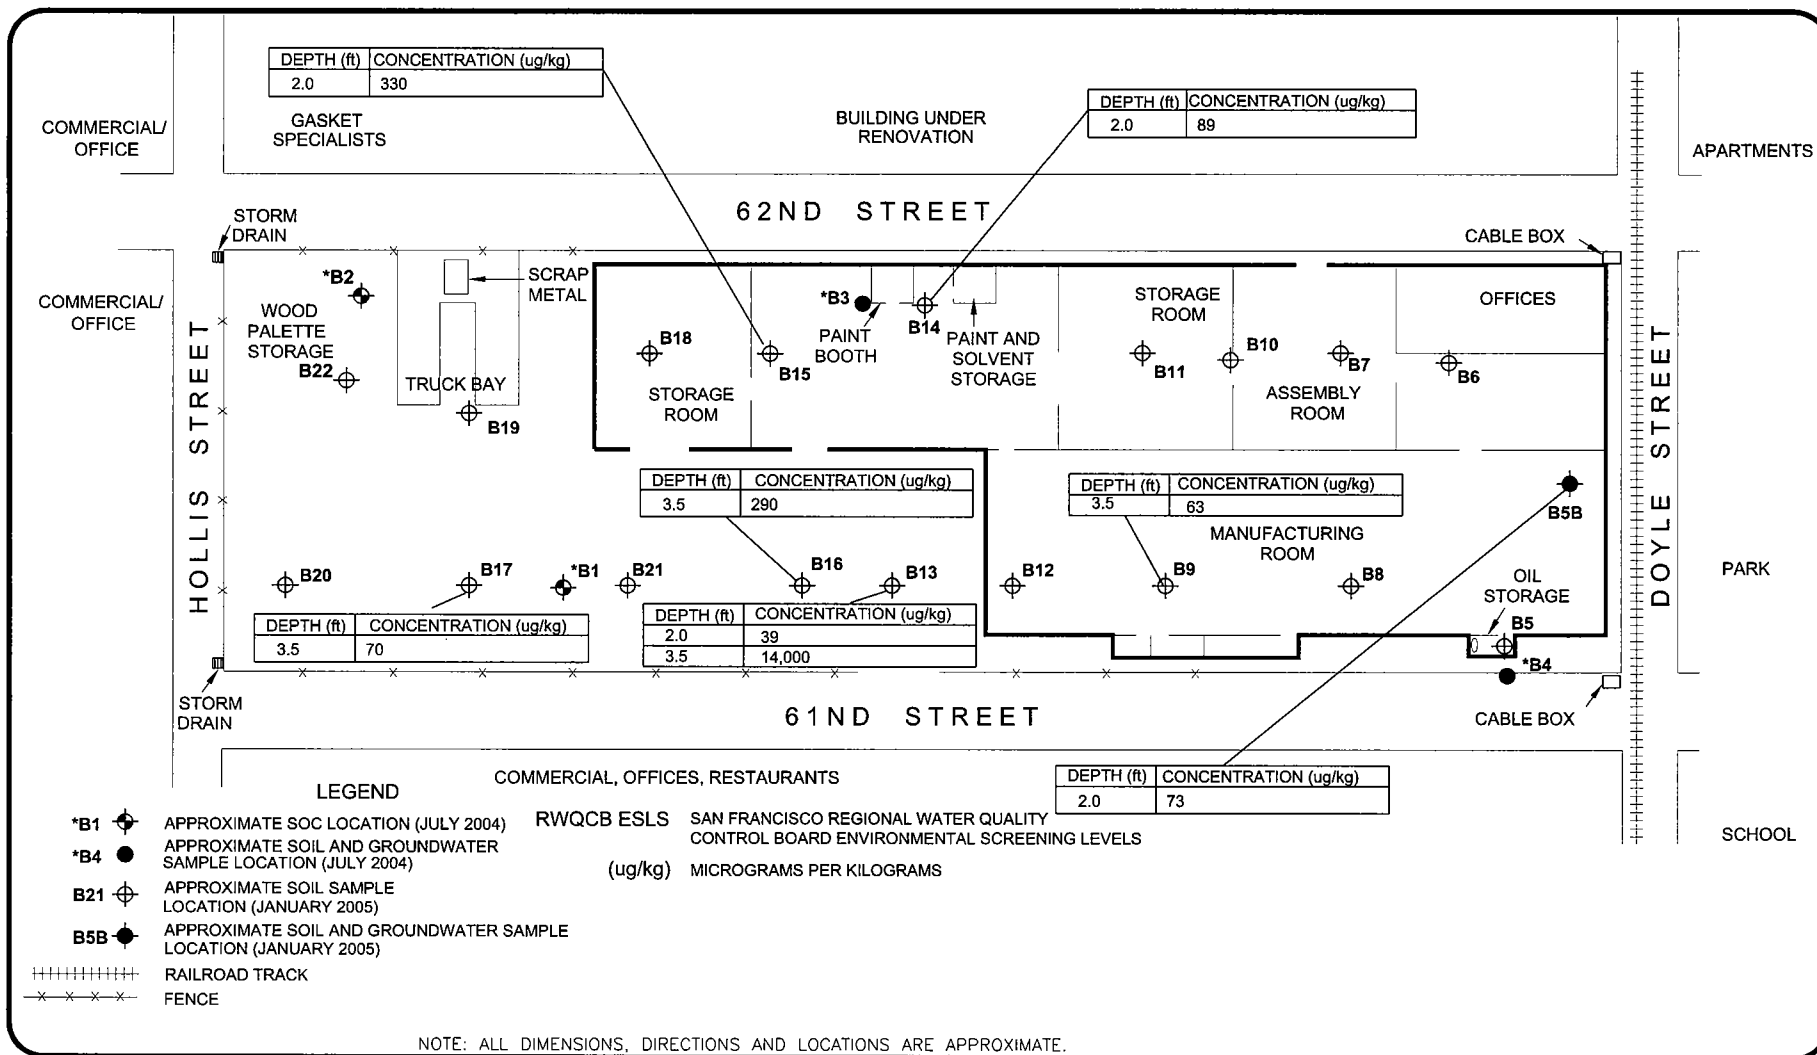 DEPTH (ft) CONCENTRATION (ug/kg)
2.0 330
GASKET
SPECIALISTS
COMMERCIAL/
OFFICE
BUILDING UNDER
RENOVATION
DEPTH (ft) CONCENTRATION (ug/kg)
2.0 89
APARTMENTS
62ND STREET
STORM
DRAIN
CABLE BOX
COMMERCIAL/
OFFICE
HOLLIS STREET
*B2
WOOD
PALETTE
STORAGE
B22
SCRAP
METAL
TRUCK BAY
B19
B18
STORAGE
ROOM
B15
*B3
PAINT
BOOTH
B14
PAINT AND
SOLVENT
STORAGE
STORAGE
ROOM
B11
B10
ASSEMBLY
ROOM
B7
B6
OFFICES
DOYLE STREET
DEPTH (ft) CONCENTRATION (ug/kg)
3.5 290
DEPTH (ft) CONCENTRATION (ug/kg)
3.5 63
MANUFACTURING
ROOM
B5B
B20
B17
*B1
B21
B16
B13
B12
B9
B8
OIL
STORAGE
B5
*B4
PARK
DEPTH (ft) CONCENTRATION (ug/kg)
3.5 70
DEPTH (ft) CONCENTRATION (ug/kg)
2.0 39
3.5 14,000
STORM
DRAIN
61ND STREET
CABLE BOX
COMMERCIAL, OFFICES, RESTAURANTS
DEPTH (ft) CONCENTRATION (ug/kg)
2.0 73
SCHOOL
LEGEND
*B1 APPROXIMATE SOC LOCATION (JULY 2004)
*B4 APPROXIMATE SOIL AND GROUNDWATER
SAMPLE LOCATION (JULY 2004)
B21 APPROXIMATE SOIL SAMPLE
LOCATION (JANUARY 2005)
B5B APPROXIMATE SOIL AND GROUNDWATER SAMPLE
LOCATION (JANUARY 2005)
RAILROAD TRACK
FENCE
RWQCB ESLS SAN FRANCISCO REGIONAL WATER QUALITY
CONTROL BOARD ENVIRONMENTAL SCREENING LEVELS
(ug/kg) MICROGRAMS PER KILOGRAMS
NOTE: ALL DIMENSIONS, DIRECTIONS AND LOCATIONS ARE APPROXIMATE.